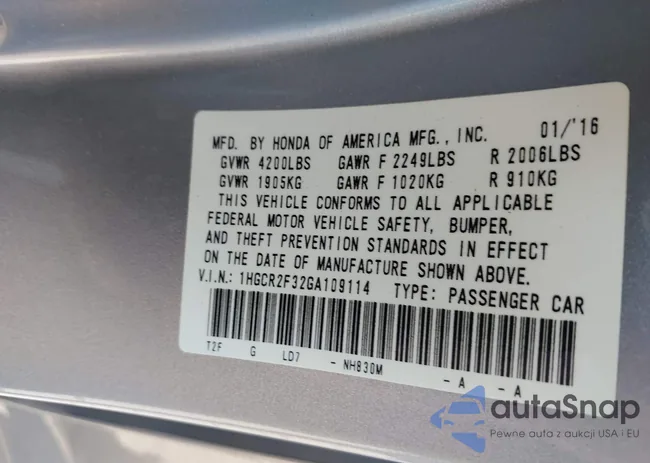 MFD. BY HONDA OF AMERICA MFG., INC. 01/'16
GVWR 4200LBS GAWR F 2249LBS R 2006LBS
GVWR 1905KG GAWR F 1020KG R 910KG
THIS VEHICLE CONFORMS TO ALL APPLICABLE
FEDERAL MOTOR VEHICLE SAFETY, BUMPER,
AND THEFT PREVENTION STANDARDS IN EFFECT
ON THE DATE OF MANUFACTURE SHOWN ABOVE.
V.I.N.: 1HGCR2F32GA109114 TYPE: PASSENGER CAR
T2F G LD7 - NH830M - A - A
autaSnap
Pewne auta z aukcji USA i EU